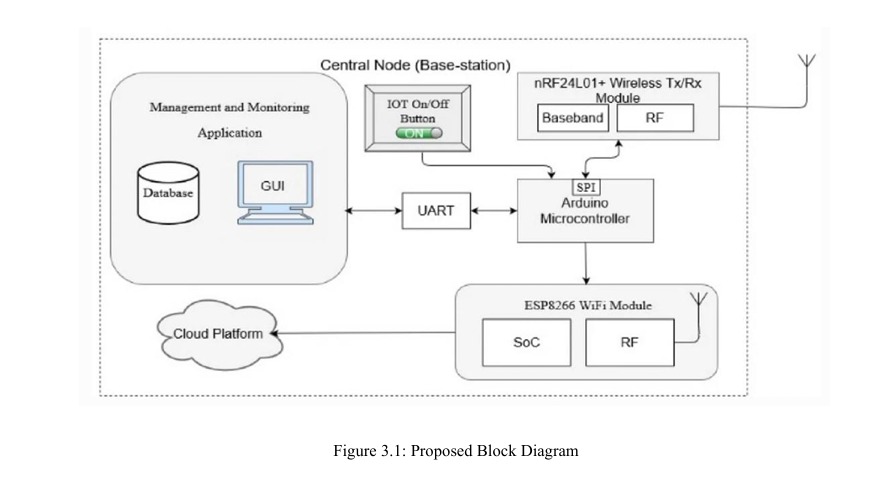 Central Node (Base-station)
Management and Monitoring
Application
Database
GUI
IOT On/Off
Button
ON
nRF24L01+ Wireless Tx/Rx
Module
Baseband
RF
UART
SPI
Arduino
Microcontroller
ESP8266 WiFi Module
SoC
RF
Cloud Platform
Figure 3.1: Proposed Block Diagram